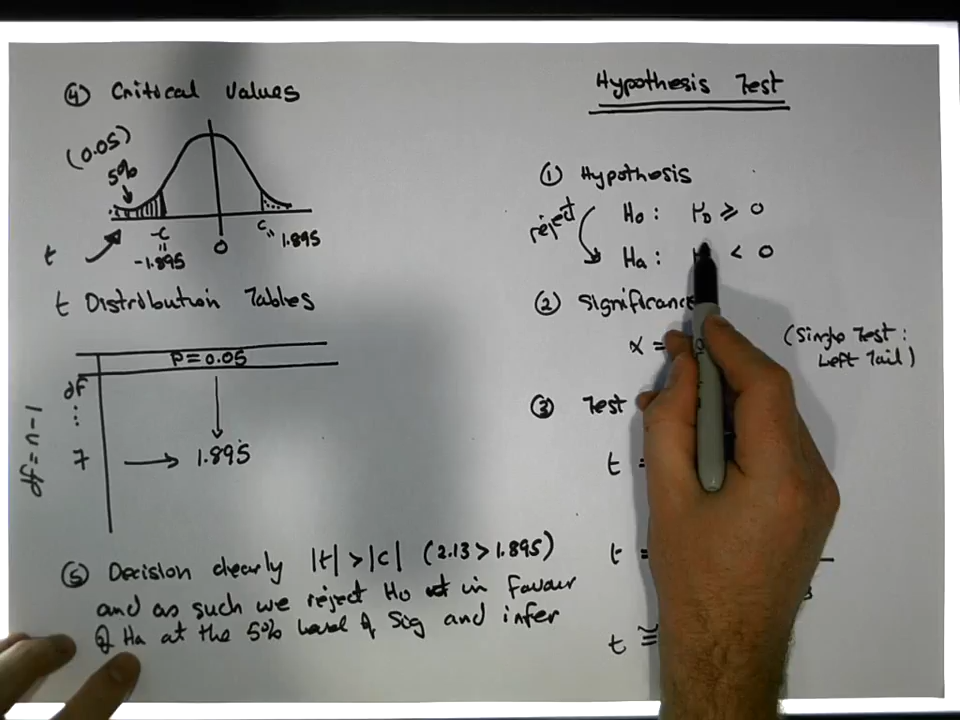 ④ Critical Values
(0.05)
5%
-c
=
-1.895
0
c
=
1.895
t
t Distribution Tables
P = 0.05
df
...
7 → 1.895
df = n-1
⑤ Decision clearly |t| > |c| (2.13 > 1.895)
and as such we reject Ho in favour
of Ha at the 5% level of Sig and infer
Hypothesis Test
① Hypothesis
reject
Ho : μD ≥ 0
Ha : < 0
② Significance
α =
(Single Test :
Left Tail)
③ Test
t =
t =
t ≅